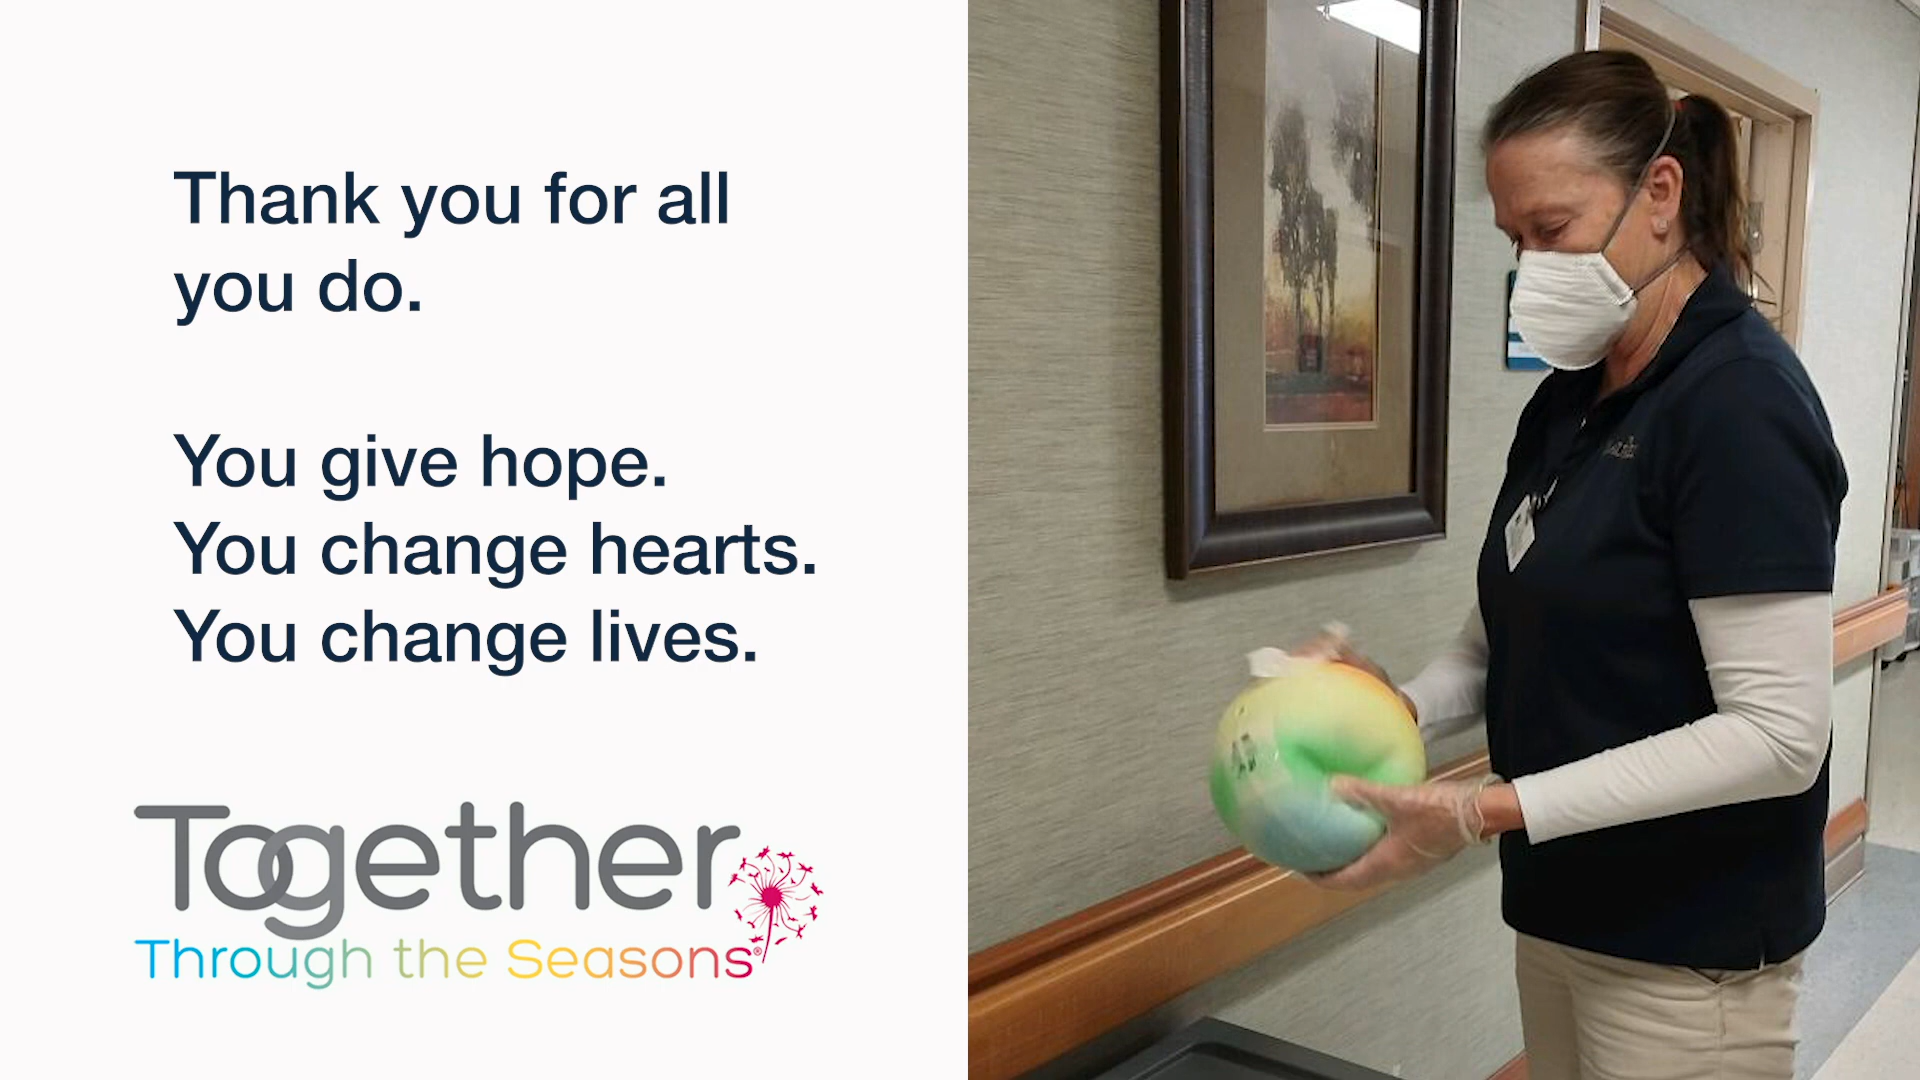 Thank you for all
you do.
You give hope.
You change hearts.
You change lives.
Together
Through the Seasons®